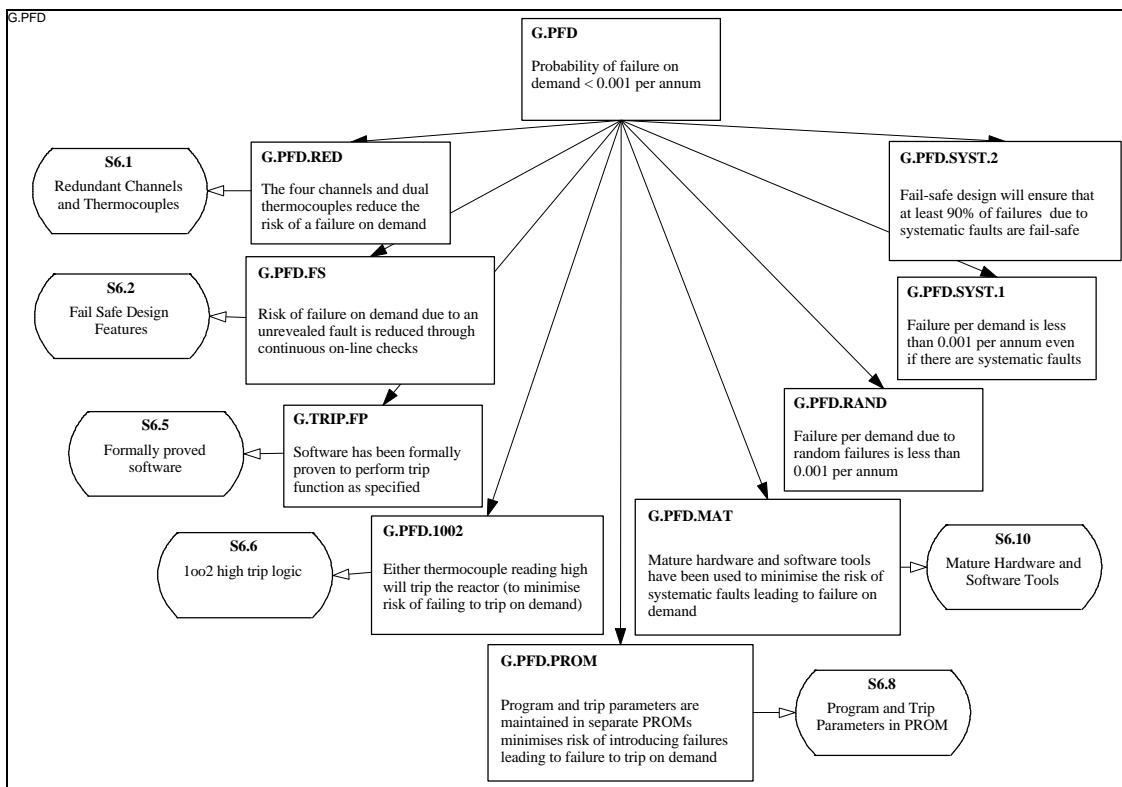 G.PFD
G.PFD
Probability of failure on
demand < 0.001 per annum
S6.1
Redundant Channels
and Thermocouples
G.PFD.RED
The four channels and dual
thermocouples reduce the
risk of a failure on demand
G.PFD.SYST.2
Fail-safe design will ensure that
at least 90% of failures due to
systematic faults are fail-safe
S6.2
Fail Safe Design
Features
G.PFD.FS
Risk of failure on demand due to an
unrevealed fault is reduced through
continuous on-line checks
G.PFD.SYST.1
Failure per demand is less
than 0.001 per annum even
if there are systematic faults
S6.5
Formally proved
software
G.TRIP.FP
Software has been formally
proven to perform trip
function as specified
G.PFD.RAND
Failure per demand due to
random failures is less than
0.001 per annum
S6.6
1oo2 high trip logic
G.PFD.1002
Either thermocouple reading high
will trip the reactor (to minimise
risk of failing to trip on demand)
G.PFD.MAT
Mature hardware and software tools
have been used to minimise the risk of
systematic faults leading to failure on
demand
S6.10
Mature Hardware and
Software Tools
G.PFD.PROM
Program and trip parameters are
maintained in separate PROMs
minimises risk of introducing failures
leading to failure to trip on demand
S6.8
Program and Trip
Parameters in PROM